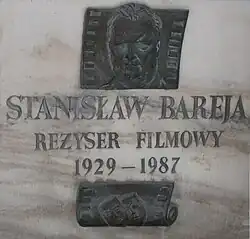 STANISŁAW BAREJA
REŻYSER FILMOWY
1929 – 1987